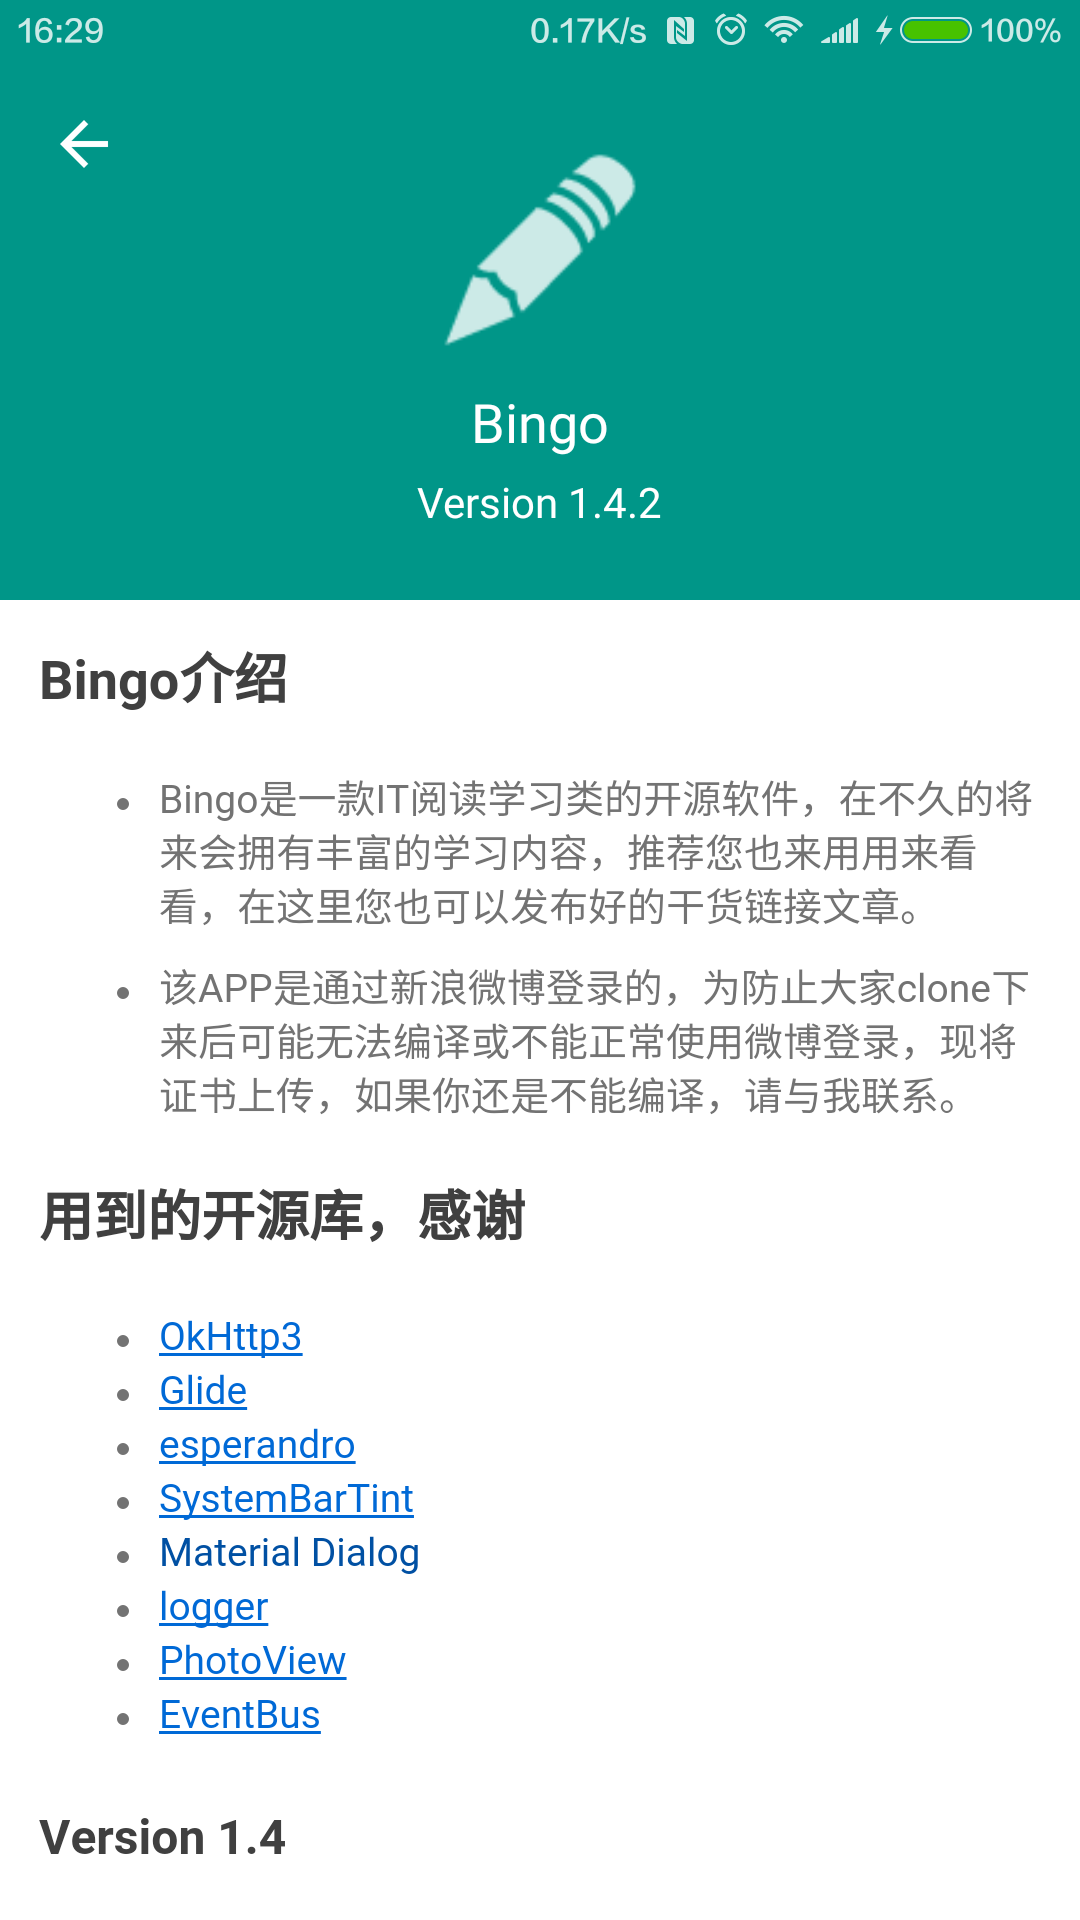 16:29
0.17K/s
100%
Bingo
Version 1.4.2
Bingo介绍
Bingo是一款IT阅读学习类的开源软件，在不久的将
来会拥有丰富的学习内容，推荐您也来用用来看
看，在这里您也可以发布好的干货链接文章。
该APP是通过新浪微博登录的，为防止大家clone下
来后可能无法编译或不能正常使用微博登录，现将
证书上传，如果你还是不能编译，请与我联系。
用到的开源库，感谢
OkHttp3
Glide
esperandro
SystemBarTint
Material Dialog
logger
PhotoView
EventBus
Version 1.4